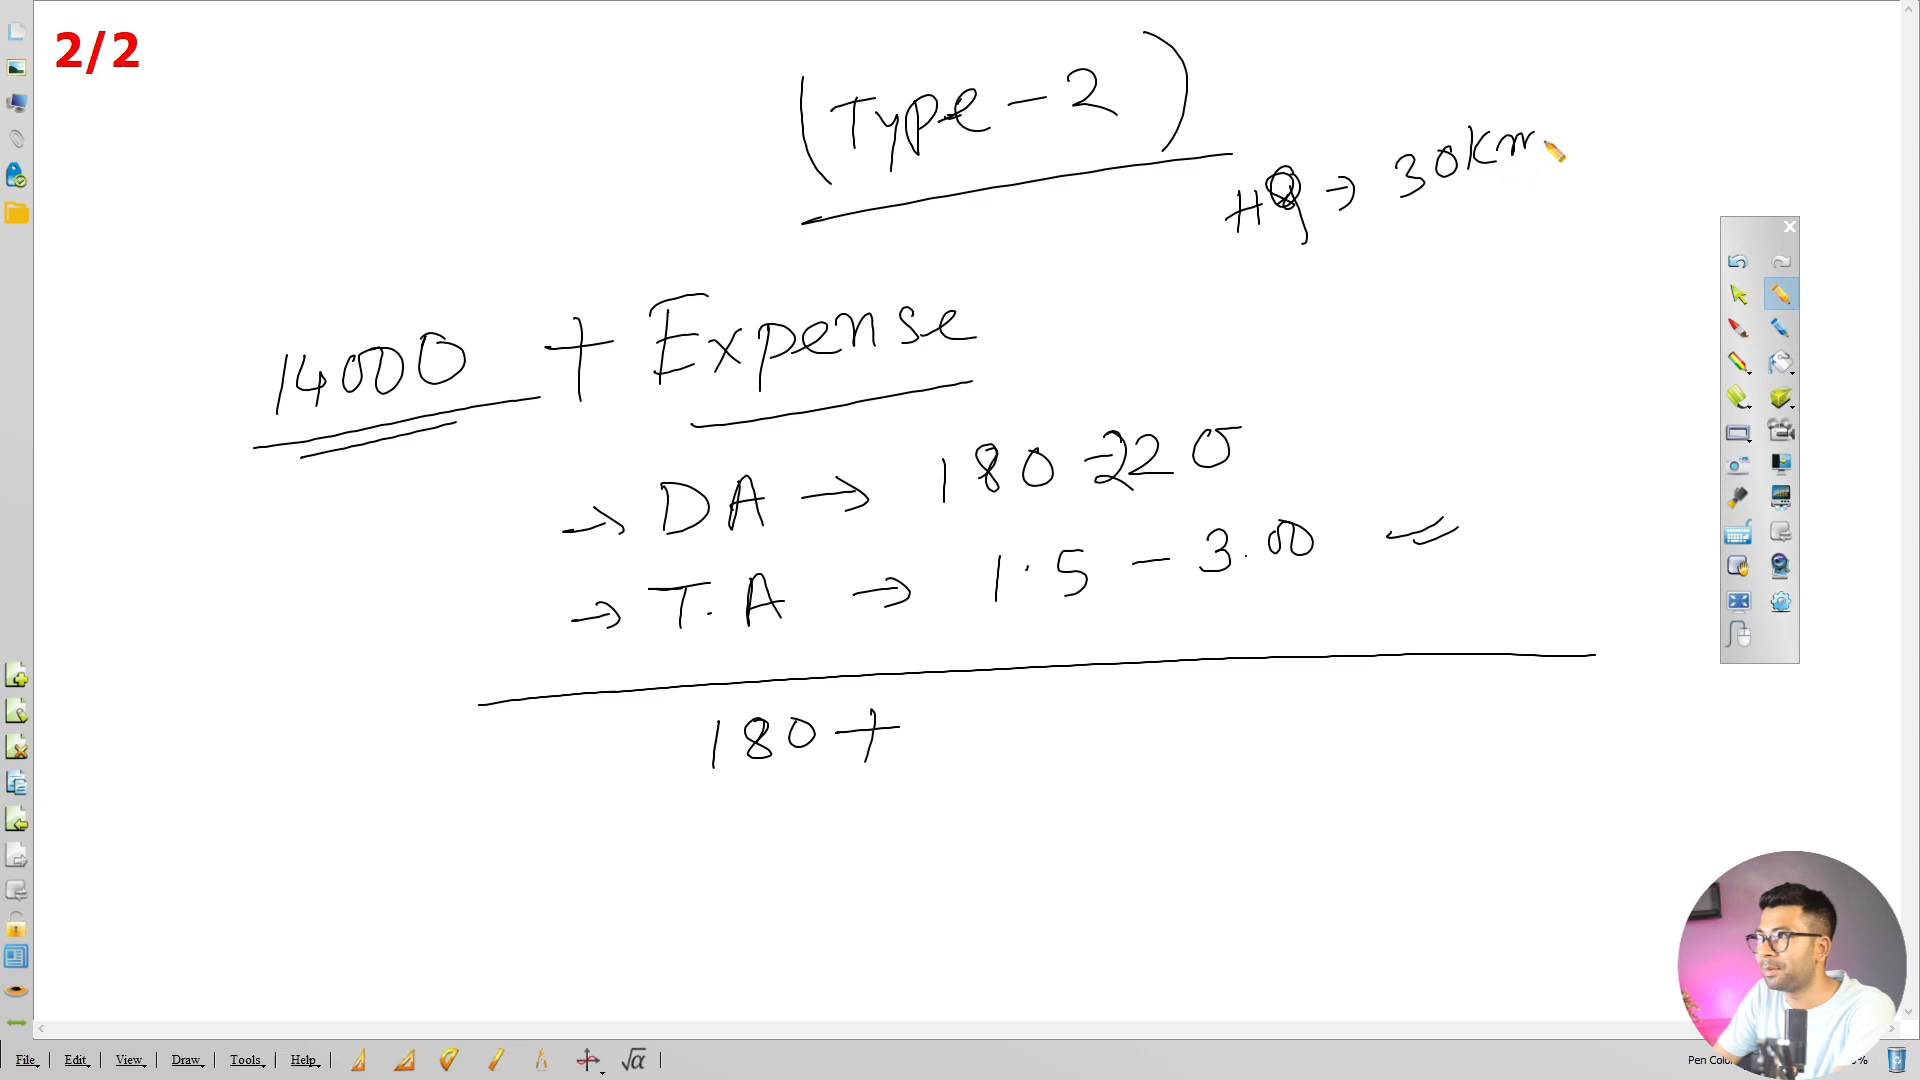 2/2
(Type-2)
HQ → 30km
14000 + Expense
→ DA → 180-220
→ T.A → 1.5 - 3.00
180+
File Edit View Draw Tools Help √α